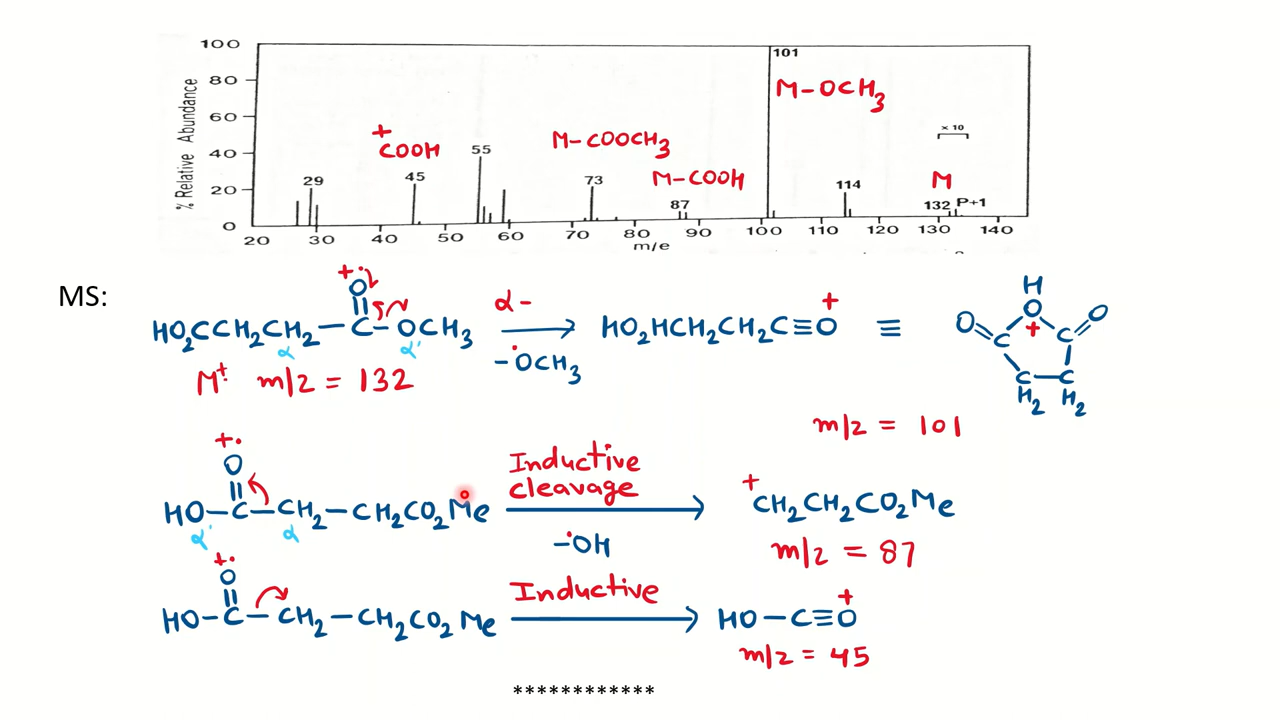 100
80
60
40
20
0
% Relative Abundance
20 30 40 50 60 70 80 90 100 110 120 130 140
m/e
29
45
55
73
87
101
114
132
P+1
x 10
+
COOH
M-COOCH3
M-COOH
M-OCH3
M
MS:
+.
O
HO2CCH2CH2-C-OCH3
α α'
M+. m/z = 132
α-
-.OCH3
+
HO2HCH2CH2C≡O ≡
H
O
+
O=C C=O
C-C
H2 H2
m/z = 101
+.
O
HO-C-CH2-CH2CO2Me
α' α
Inductive
cleavage
-.OH
+
CH2CH2CO2Me
m/z = 87
+.
O
HO-C-CH2-CH2CO2Me
Inductive
+
HO-C≡O
m/z = 45
************